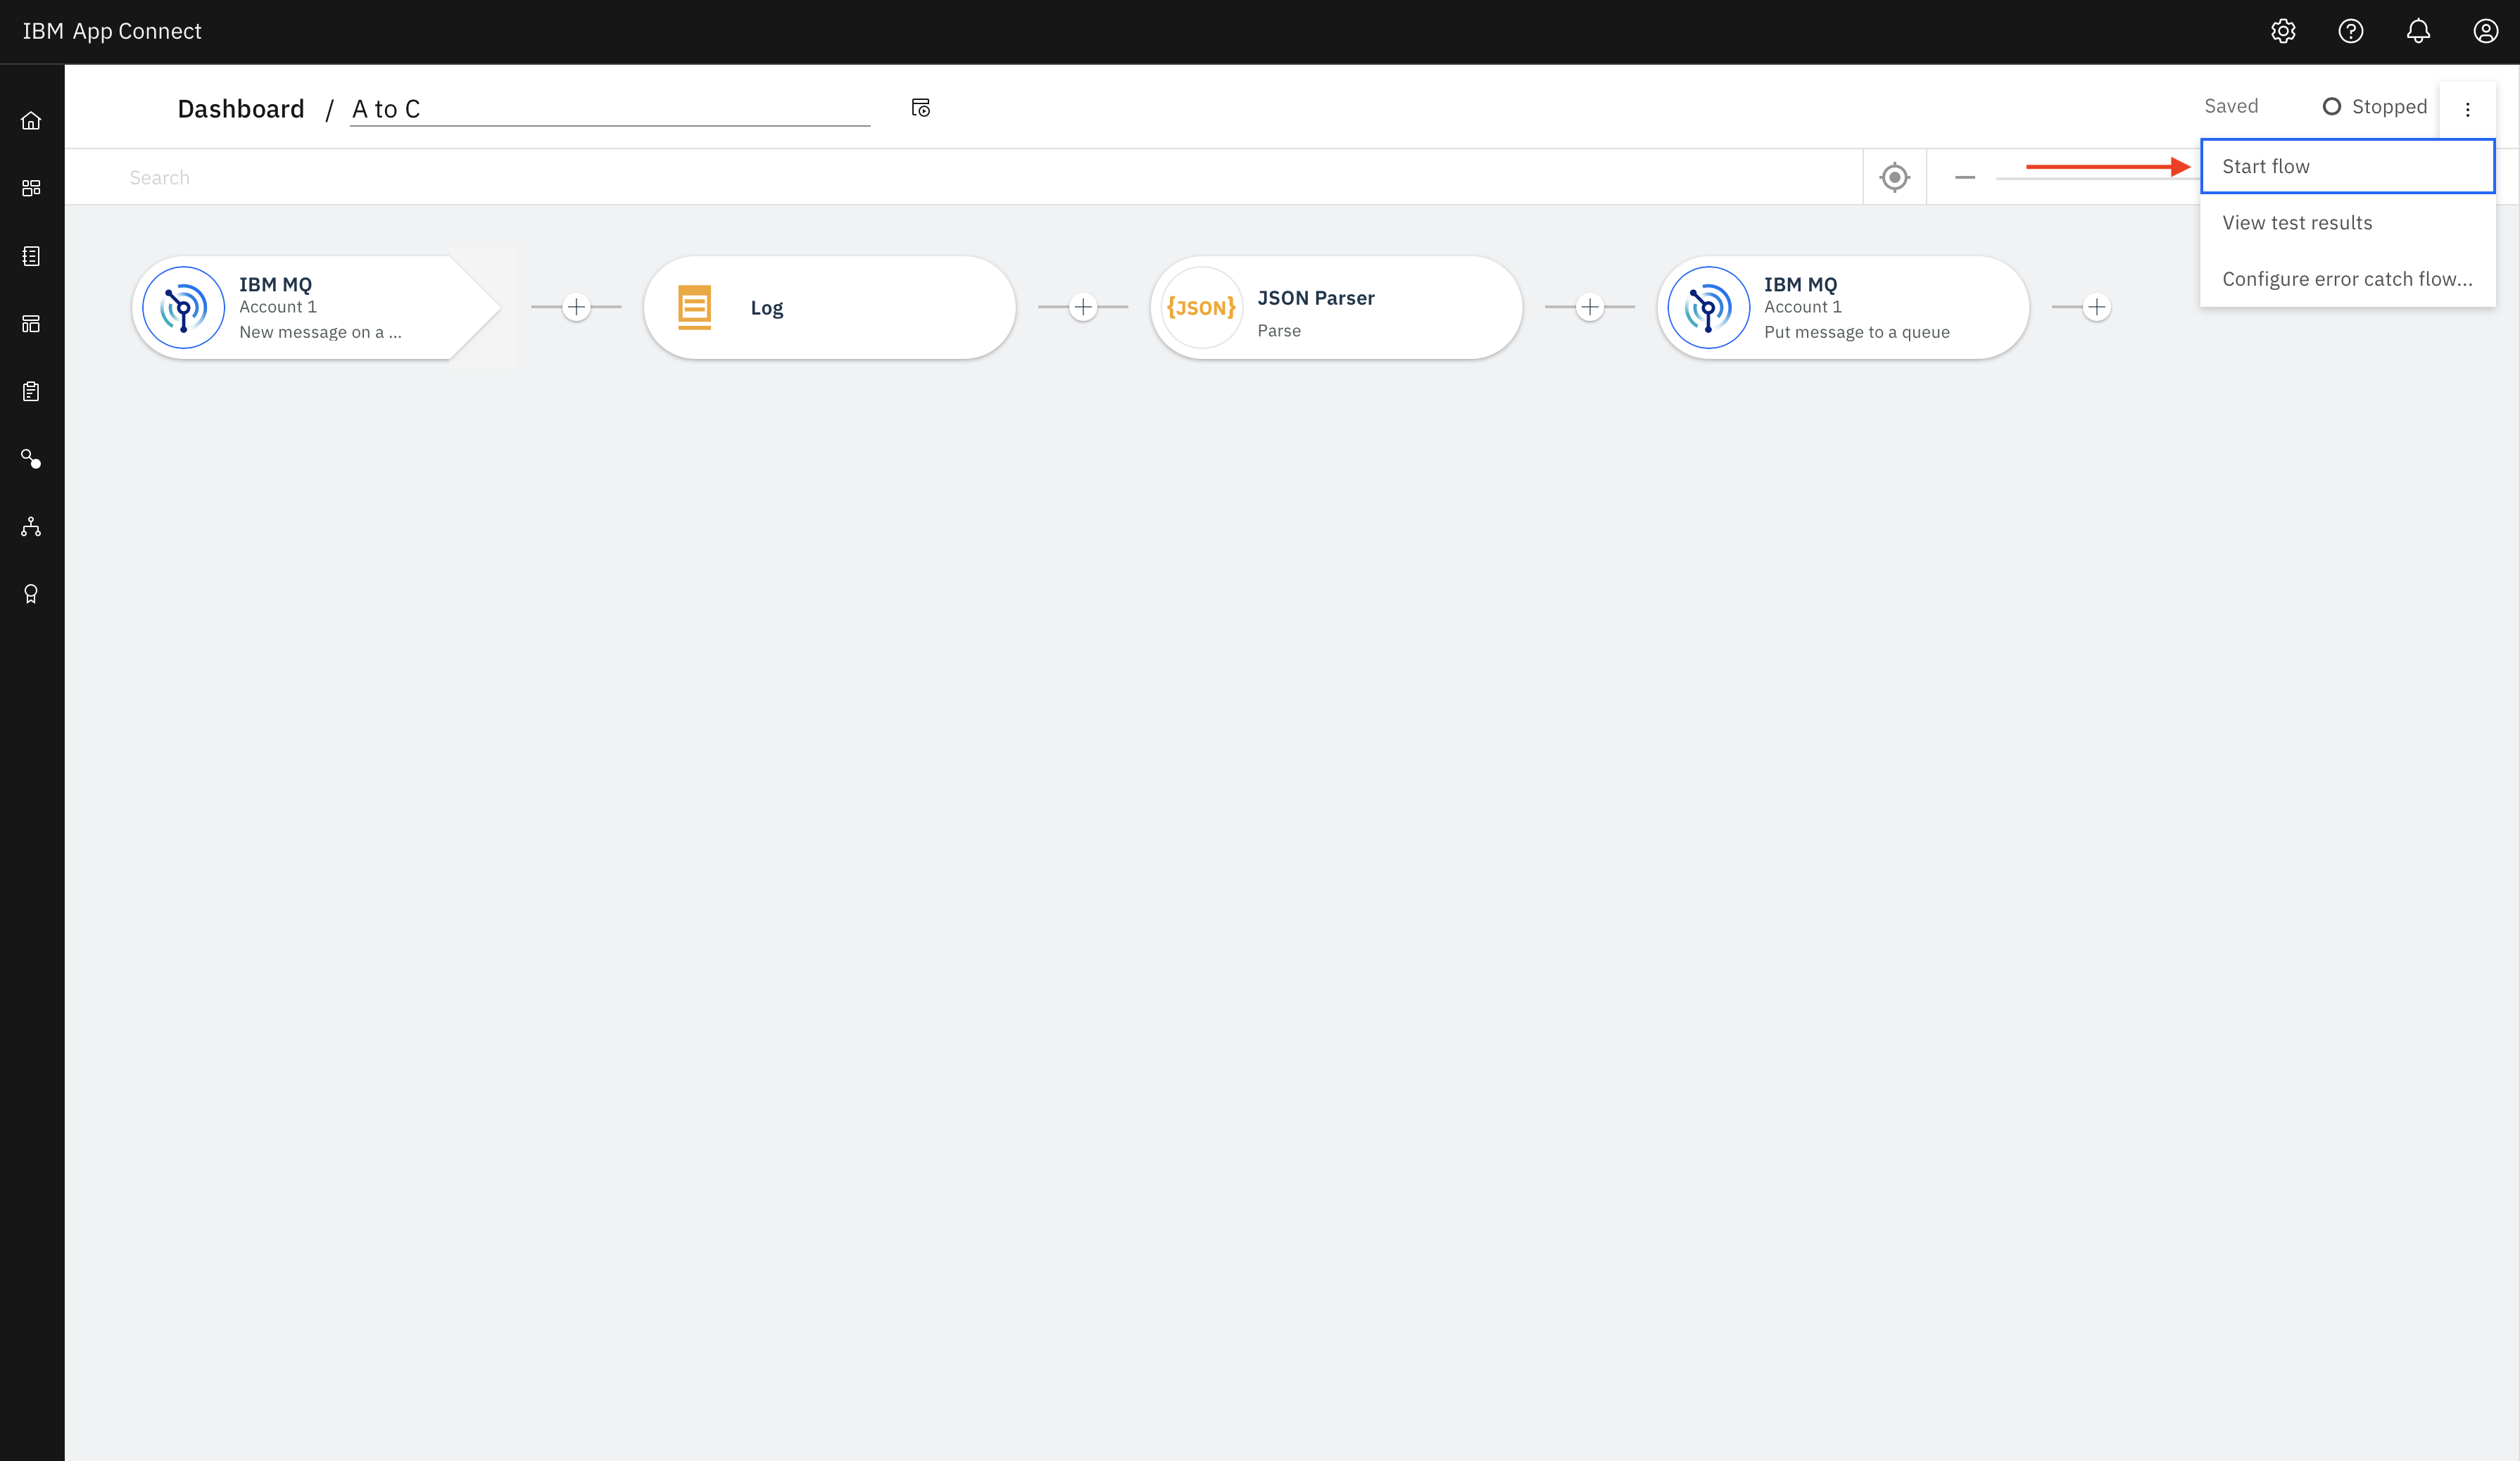 IBM App Connect
Dashboard / A to C
Saved
Stopped
Search
Start flow
View test results
Configure error catch flow...
IBM MQ
Account 1
New message on a ...
Log
{JSON}
JSON Parser
Parse
IBM MQ
Account 1
Put message to a queue